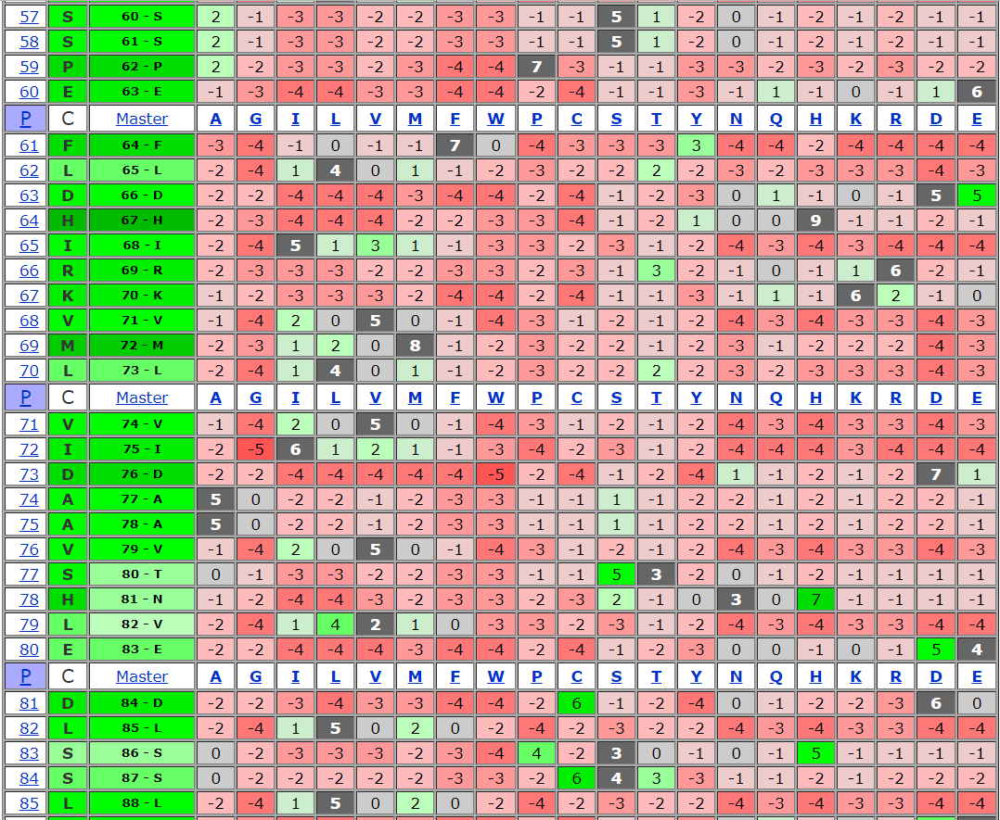 57 S 60 - S 2 -1 -3 -3 -2 -2 -3 -3 -1 -1 5 1 -2 0 -1 -2 -1 -2 -1 -1
58 S 61 - S 2 -1 -3 -3 -2 -2 -3 -3 -1 -1 5 1 -2 0 -1 -2 -1 -2 -1 -1
59 P 62 - P 2 -2 -3 -3 -2 -3 -4 -4 7 -3 -1 -1 -3 -3 -2 -3 -2 -3 -2 -2
60 E 63 - E -1 -3 -4 -4 -3 -3 -4 -4 -2 -4 -1 -1 -3 -1 1 -1 0 -1 1 6
P C Master A G I L V M F W P C S T Y N Q H K R D E
61 F 64 - F -3 -4 -1 0 -1 -1 7 0 -4 -3 -3 -3 3 -4 -4 -2 -4 -4 -4 -4
62 L 65 - L -2 -4 1 4 0 1 -1 -2 -3 -2 -2 2 -2 -3 -2 -3 -3 -3 -4 -3
63 D 66 - D -2 -2 -4 -4 -4 -3 -4 -4 -2 -4 -1 -2 -3 0 1 -1 0 -1 5 5
64 H 67 - H -2 -3 -4 -4 -4 -2 -2 -3 -3 -4 -1 -2 1 0 0 9 -1 -1 -2 -1
65 I 68 - I -2 -4 5 1 3 1 -1 -3 -3 -2 -3 -1 -2 -4 -3 -4 -3 -4 -4 -4
66 R 69 - R -2 -3 -3 -3 -2 -2 -3 -3 -2 -3 -1 3 -2 -1 0 -1 1 6 -2 -1
67 K 70 - K -1 -2 -3 -3 -3 -2 -4 -4 -2 -4 -1 -1 -3 -1 1 -1 6 2 -1 0
68 V 71 - V -1 -4 2 0 5 0 -1 -4 -3 -1 -2 -1 -2 -4 -3 -4 -3 -3 -4 -3
69 M 72 - M -2 -3 1 2 0 8 -1 -2 -3 -2 -2 -1 -2 -3 -1 -2 -2 -2 -4 -3
70 L 73 - L -2 -4 1 4 0 1 -1 -2 -3 -2 -2 2 -2 -3 -2 -3 -3 -3 -4 -3
P C Master A G I L V M F W P C S T Y N Q H K R D E
71 V 74 - V -1 -4 2 0 5 0 -1 -4 -3 -1 -2 -1 -2 -4 -3 -4 -3 -3 -4 -3
72 I 75 - I -2 -5 6 1 2 1 -1 -3 -4 -2 -3 -1 -2 -4 -4 -4 -3 -4 -4 -4
73 D 76 - D -2 -2 -4 -4 -4 -4 -4 -5 -2 -4 -1 -2 -4 1 -1 -2 -1 -2 7 1
74 A 77 - A 5 0 -2 -2 -1 -2 -3 -3 -1 -1 1 -1 -2 -2 -1 -2 -1 -2 -2 -1
75 A 78 - A 5 0 -2 -2 -1 -2 -3 -3 -1 -1 1 -1 -2 -2 -1 -2 -1 -2 -2 -1
76 V 79 - V -1 -4 2 0 5 0 -1 -4 -3 -1 -2 -1 -2 -4 -3 -4 -3 -3 -4 -3
77 S 80 - T 0 -1 -3 -3 -2 -2 -3 -3 -1 -1 5 3 -2 0 -1 -2 -1 -1 -1 -1
78 H 81 - N -2 -1 -4 -4 -3 -2 -3 -3 -2 -3 2 -1 0 3 0 7 -1 -1 -1 -1
79 L 82 - V -2 -4 1 4 2 1 0 -3 -3 -2 -3 -1 -2 -4 -3 -4 -3 -3 -4 -4
80 E 83 - E -2 -2 -4 -4 -4 -3 -4 -4 -2 -4 -1 -2 -3 0 0 -1 0 -1 5 4
P C Master A G I L V M F W P C S T Y N Q H K R D E
81 D 84 - D -2 -2 -3 -4 -3 -3 -4 -4 -2 6 -1 -2 -4 0 -1 -2 -2 -3 6 0
82 L 85 - L -2 -4 1 5 0 2 0 -2 -4 -2 -3 -2 -2 -4 -3 -4 -3 -3 -4 -4
83 S 86 - S 0 -2 -3 -3 -3 -2 -3 -4 4 -2 3 0 -1 0 -1 5 -1 -1 -1 -1
84 S 87 - S 0 -2 -2 -2 -2 -2 -3 -3 -2 6 4 3 -3 -1 -1 -2 -1 -2 -2 -2
85 L 88 - L -2 -4 1 5 0 2 0 -2 -4 -2 -3 -2 -2 -4 -3 -4 -3 -3 -4 -4